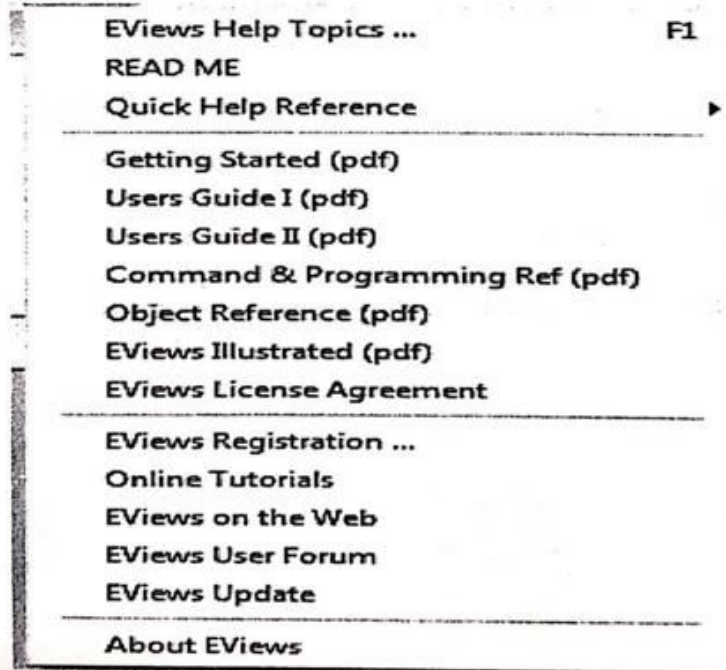 EViews Help Topics ... F1
READ ME
Quick Help Reference
Getting Started (pdf)
Users Guide I (pdf)
Users Guide II (pdf)
Command & Programming Ref (pdf)
Object Reference (pdf)
EViews Illustrated (pdf)
EViews License Agreement
EViews Registration ...
Online Tutorials
EViews on the Web
EViews User Forum
EViews Update
About EViews